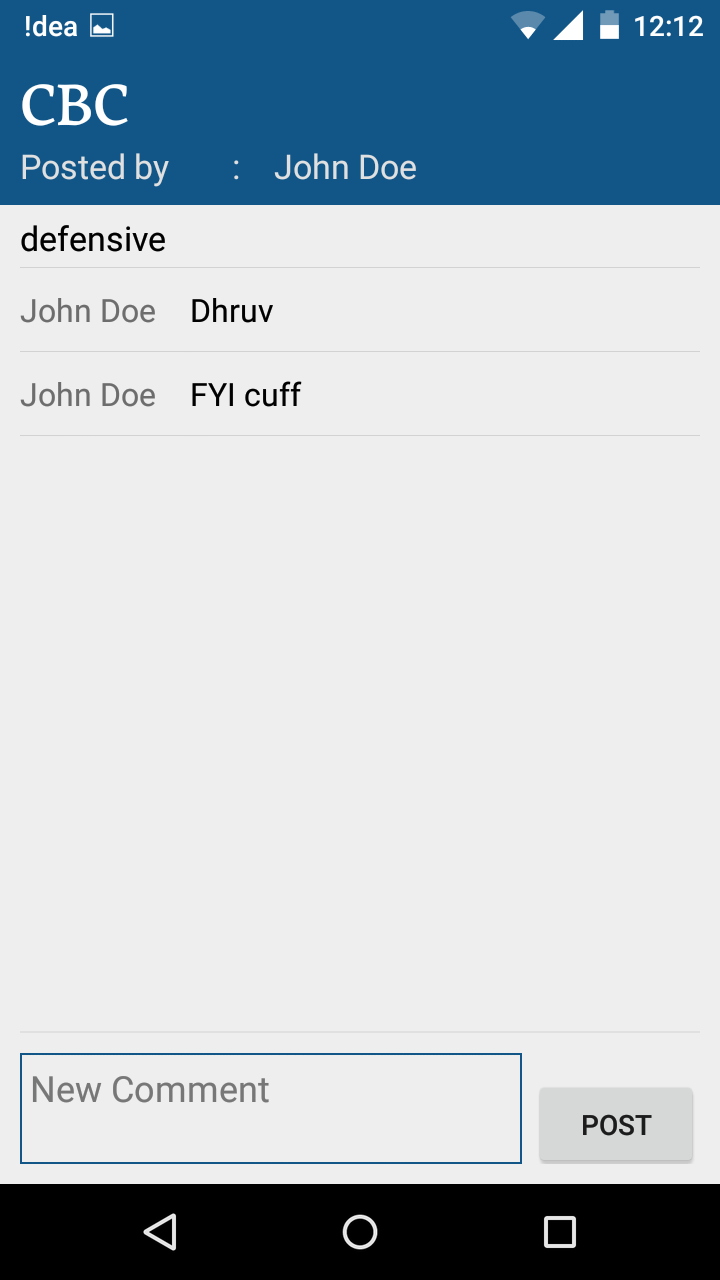 !dea 12:12
CBC
Posted by : John Doe
defensive
John Doe Dhruv
John Doe FYI cuff
New Comment
POST